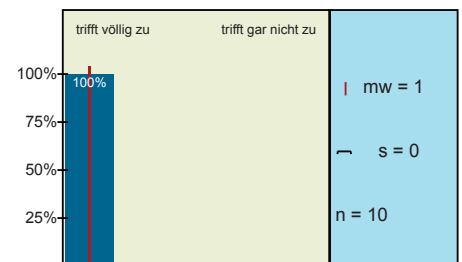 trifft völlig zu trifft gar nicht zu
100%
100%
mw = 1
75%
s = 0
50%
25%
n = 10